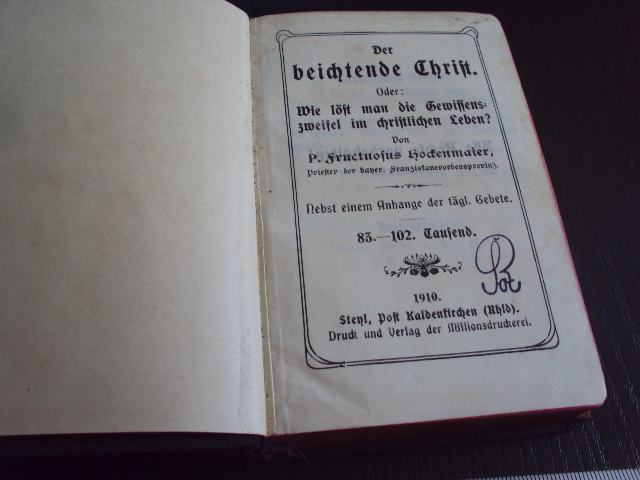 Der
beichtende Christ.
Oder:
Wie löst man die Gewissens-
zweifel im christlichen Leben?
Von
P. Fructuosus Hockenmaier,
Priester der bayer. Franziskanerordensprovinz.
Nebst einem Anhange der tägl. Gebete.
83.—102. Tausend.
1910.
Steyl, Post Kaldenkirchen (Rhld).
Druck und Verlag der Missionsdruckerei.